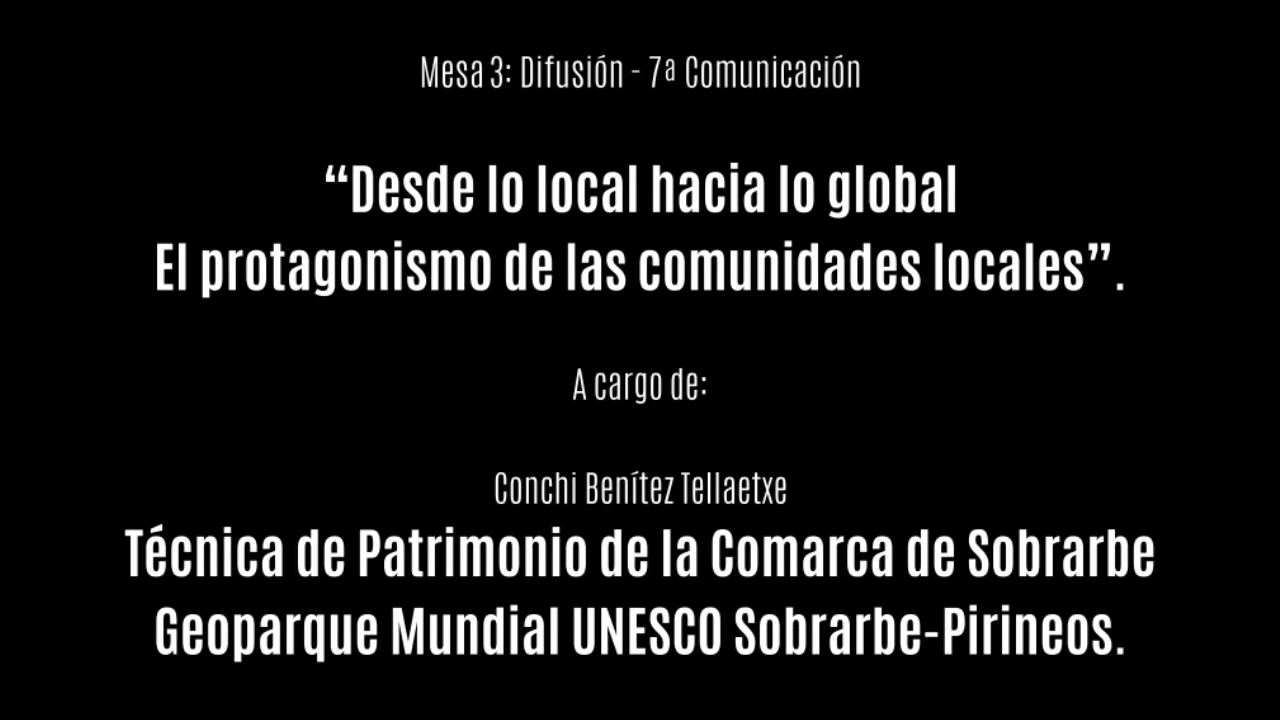 Mesa 3: Difusión - 7ª Comunicación
“Desde lo local hacia lo global
El protagonismo de las comunidades locales”.
A cargo de:
Conchi Benítez Tellaetxe
Técnica de Patrimonio de la Comarca de Sobrarbe
Geoparque Mundial UNESCO Sobrarbe-Pirineos.